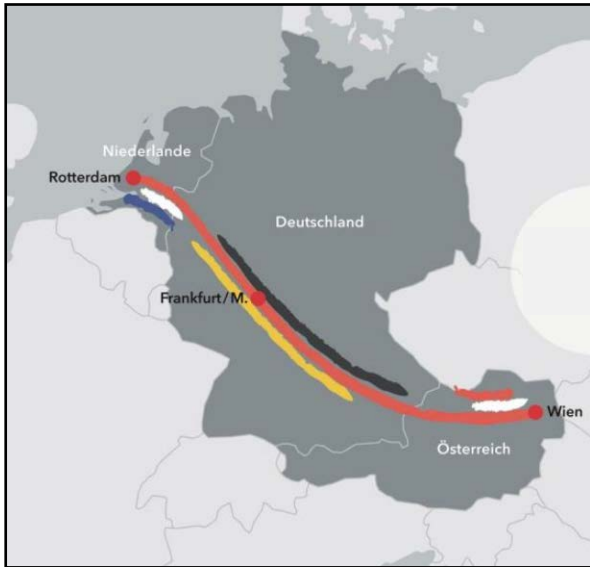 Niederlande
Rotterdam
Deutschland
Frankfurt/M.
Wien
Österreich